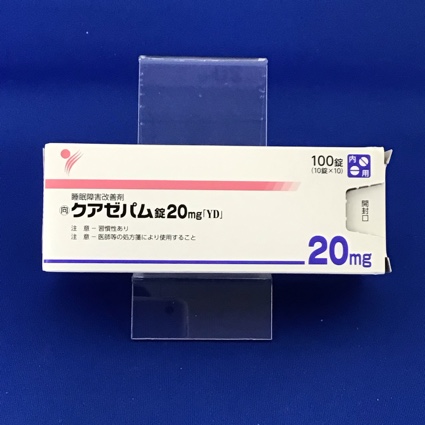 100錠
(10錠×10)
内
用
睡眠障害改善剤
向 クアゼパム錠20mg「YD」
注 意-習慣性あり
注 意-医師等の処方箋により使用すること
開封口
20mg